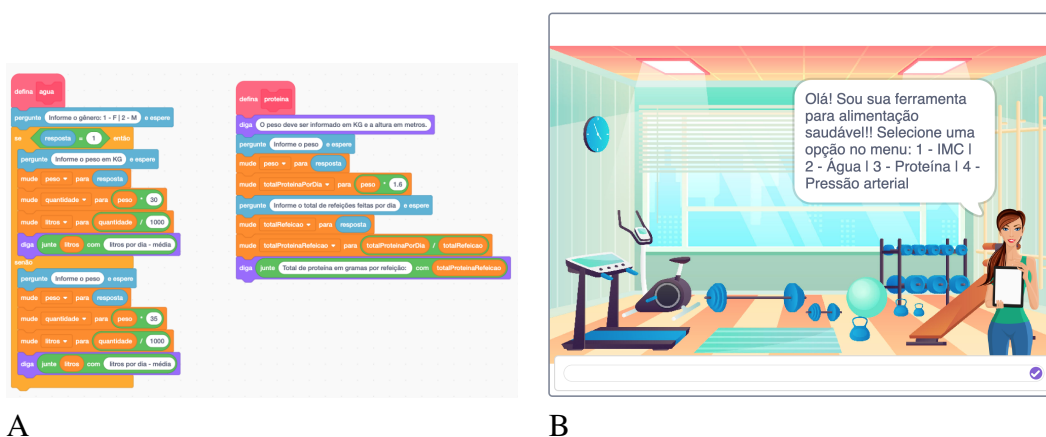 defina água
pergunte Informe o gênero: 1 - F | 2 - M e espere
se resposta = 1 então
pergunte Informe o peso em KG e espere
mude peso para resposta
mude quantidade para peso * 30
mude litros para quantidade / 1000
diga junte litros com litros por dia - média
senão
pergunte Informe o peso e espere
mude peso para resposta
mude quantidade para peso * 35
mude litros para quantidade / 1000
diga junte litros com litros por dia - média
defina proteína
diga O peso deve ser informado em KG e a altura em metros.
pergunte Informe o peso e espere
mude peso para resposta
mude totalProteinaPorDia para peso * 1.6
pergunte Informe o total de refeições feitas por dia e espere
mude totalRefeicao para resposta
mude totalProteinaRefeicao para totalProteinaPorDia / totalRefeicao
diga junte Total de proteína em gramas por refeição: com totalProteinaRefeicao
A
Olá! Sou sua ferramenta
para alimentação
saudável!! Selecione uma
opção no menu: 1 - IMC |
2 - Água | 3 - Proteína | 4 -
Pressão arterial
B